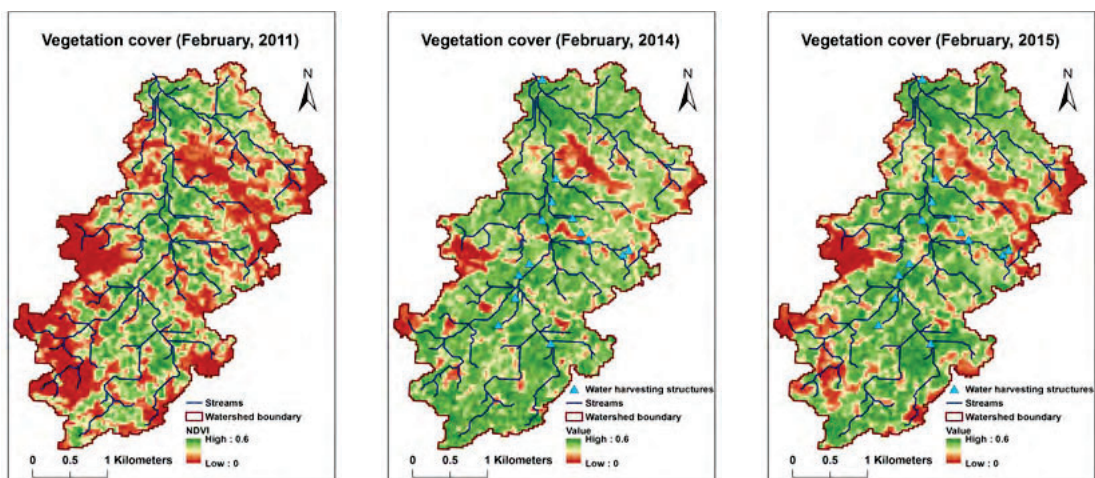 Vegetation cover (February, 2011)
N
Streams
Watershed boundary
NDVI
High : 0.6
Low : 0
0 0.5 1 Kilometers
Vegetation cover (February, 2014)
N
Water harvesting structures
Streams
Watershed boundary
Value
High : 0.6
Low : 0
0 0.5 1 Kilometers
Vegetation cover (February, 2015)
N
Water harvesting structures
Streams
Watershed boundary
Value
High : 0.6
Low : 0
0 0.5 1 Kilometers